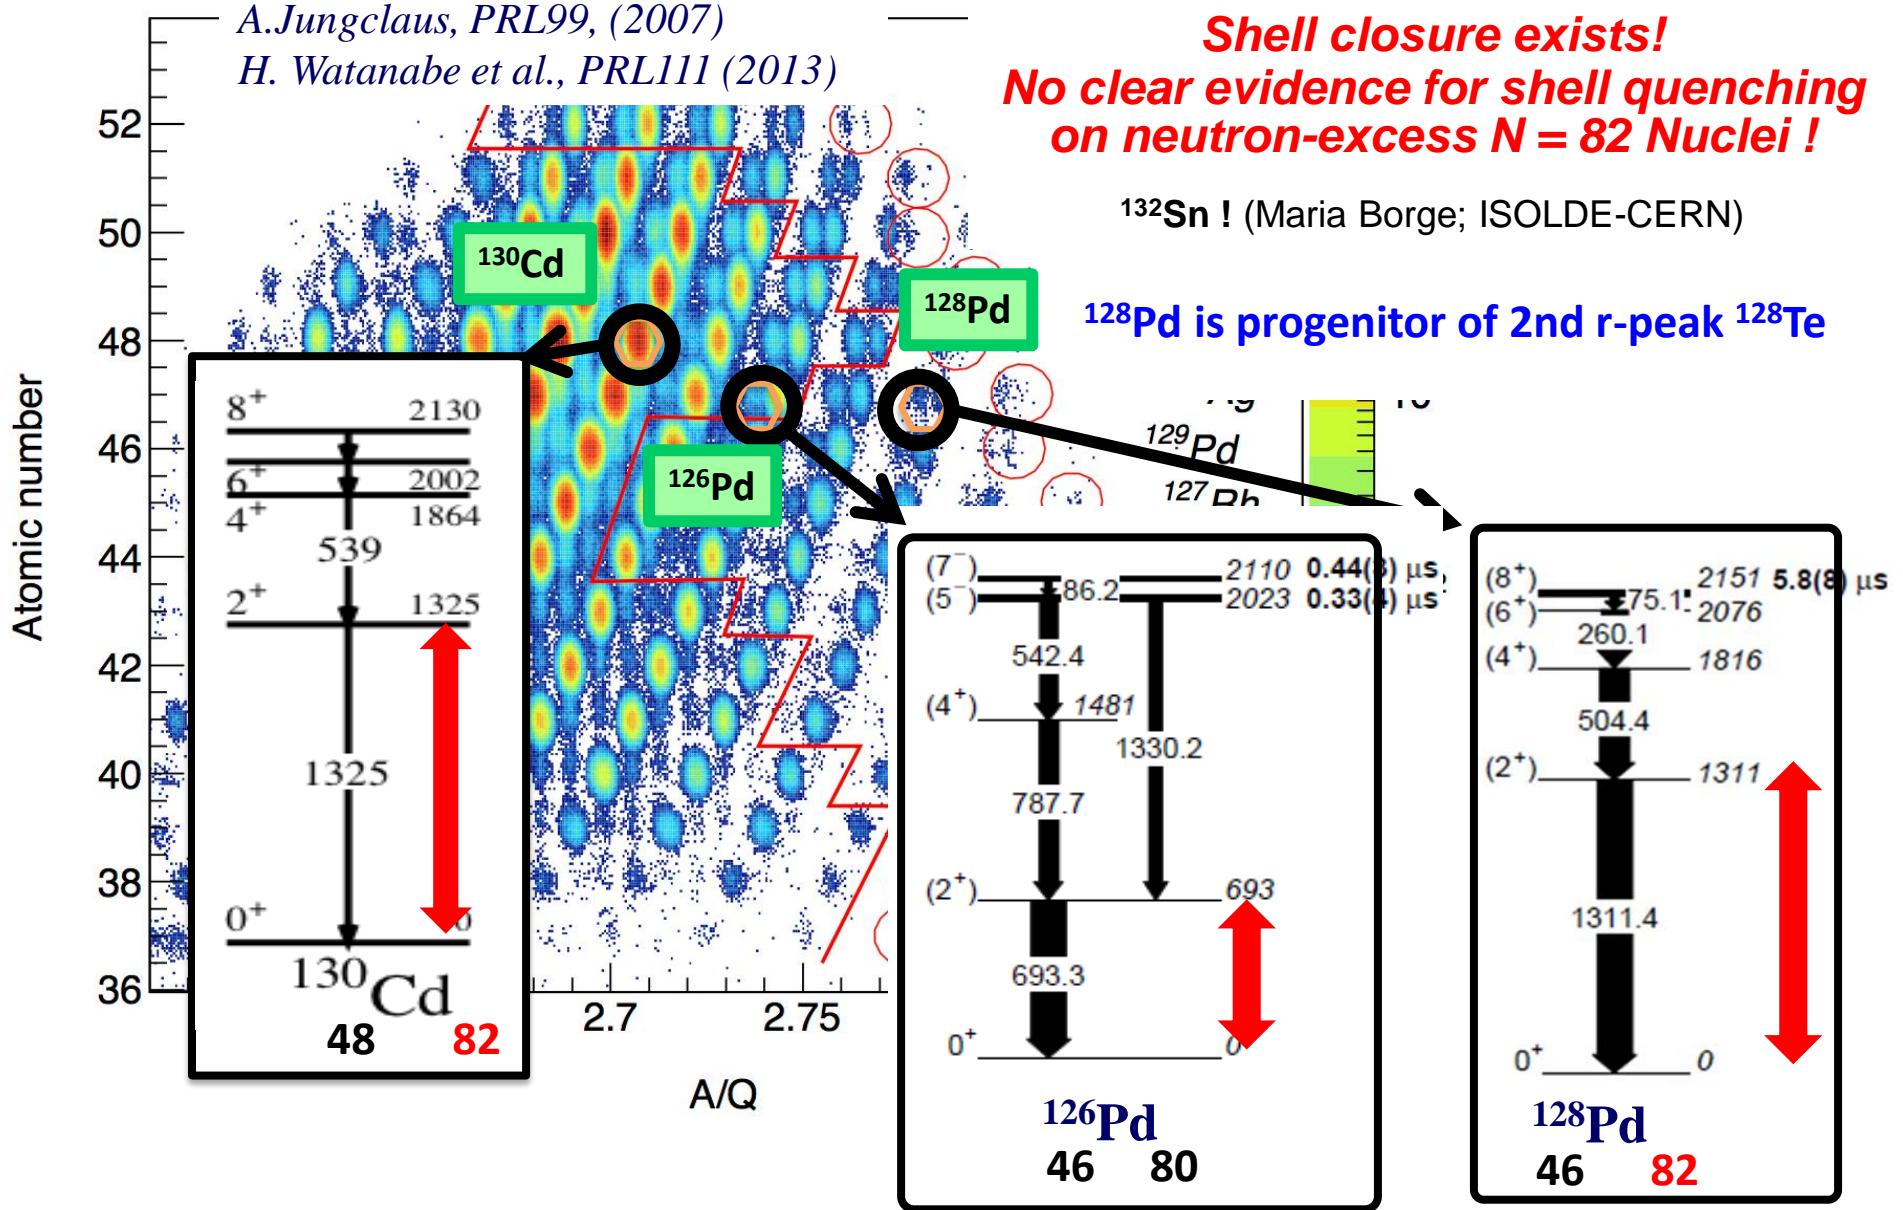 A.Jungclaus, PRL99, (2007)
H. Watanabe et al., PRL111 (2013)
Shell closure exists!
No clear evidence for shell quenching
on neutron-excess N = 82 Nuclei !
¹³²Sn ! (Maria Borge; ISOLDE-CERN)
¹²⁸Pd is progenitor of 2nd r-peak ¹²⁸Te
Atomic number
52
50
48
46
44
42
40
38
36
2.7
2.75
A/Q
¹³⁰Cd
¹²⁸Pd
¹²⁶Pd
¹²⁹Pd
8⁺ 2130
6⁺ 2002
4⁺ 1864
539
2⁺ 1325
1325
0⁺ 0
¹³⁰Cd
48 82
(7⁻) 2110 0.44(3) μs
86.2
(5⁻) 2023 0.33(4) μs
542.4
(4⁺) 1481
1330.2
787.7
(2⁺) 693
693.3
0⁺ 0
¹²⁶Pd
46 80
(8⁺) 2151 5.8(8) μs
75.1
(6⁺) 2076
260.1
(4⁺) 1816
504.4
(2⁺) 1311
1311.4
0⁺ 0
¹²⁸Pd
46 82